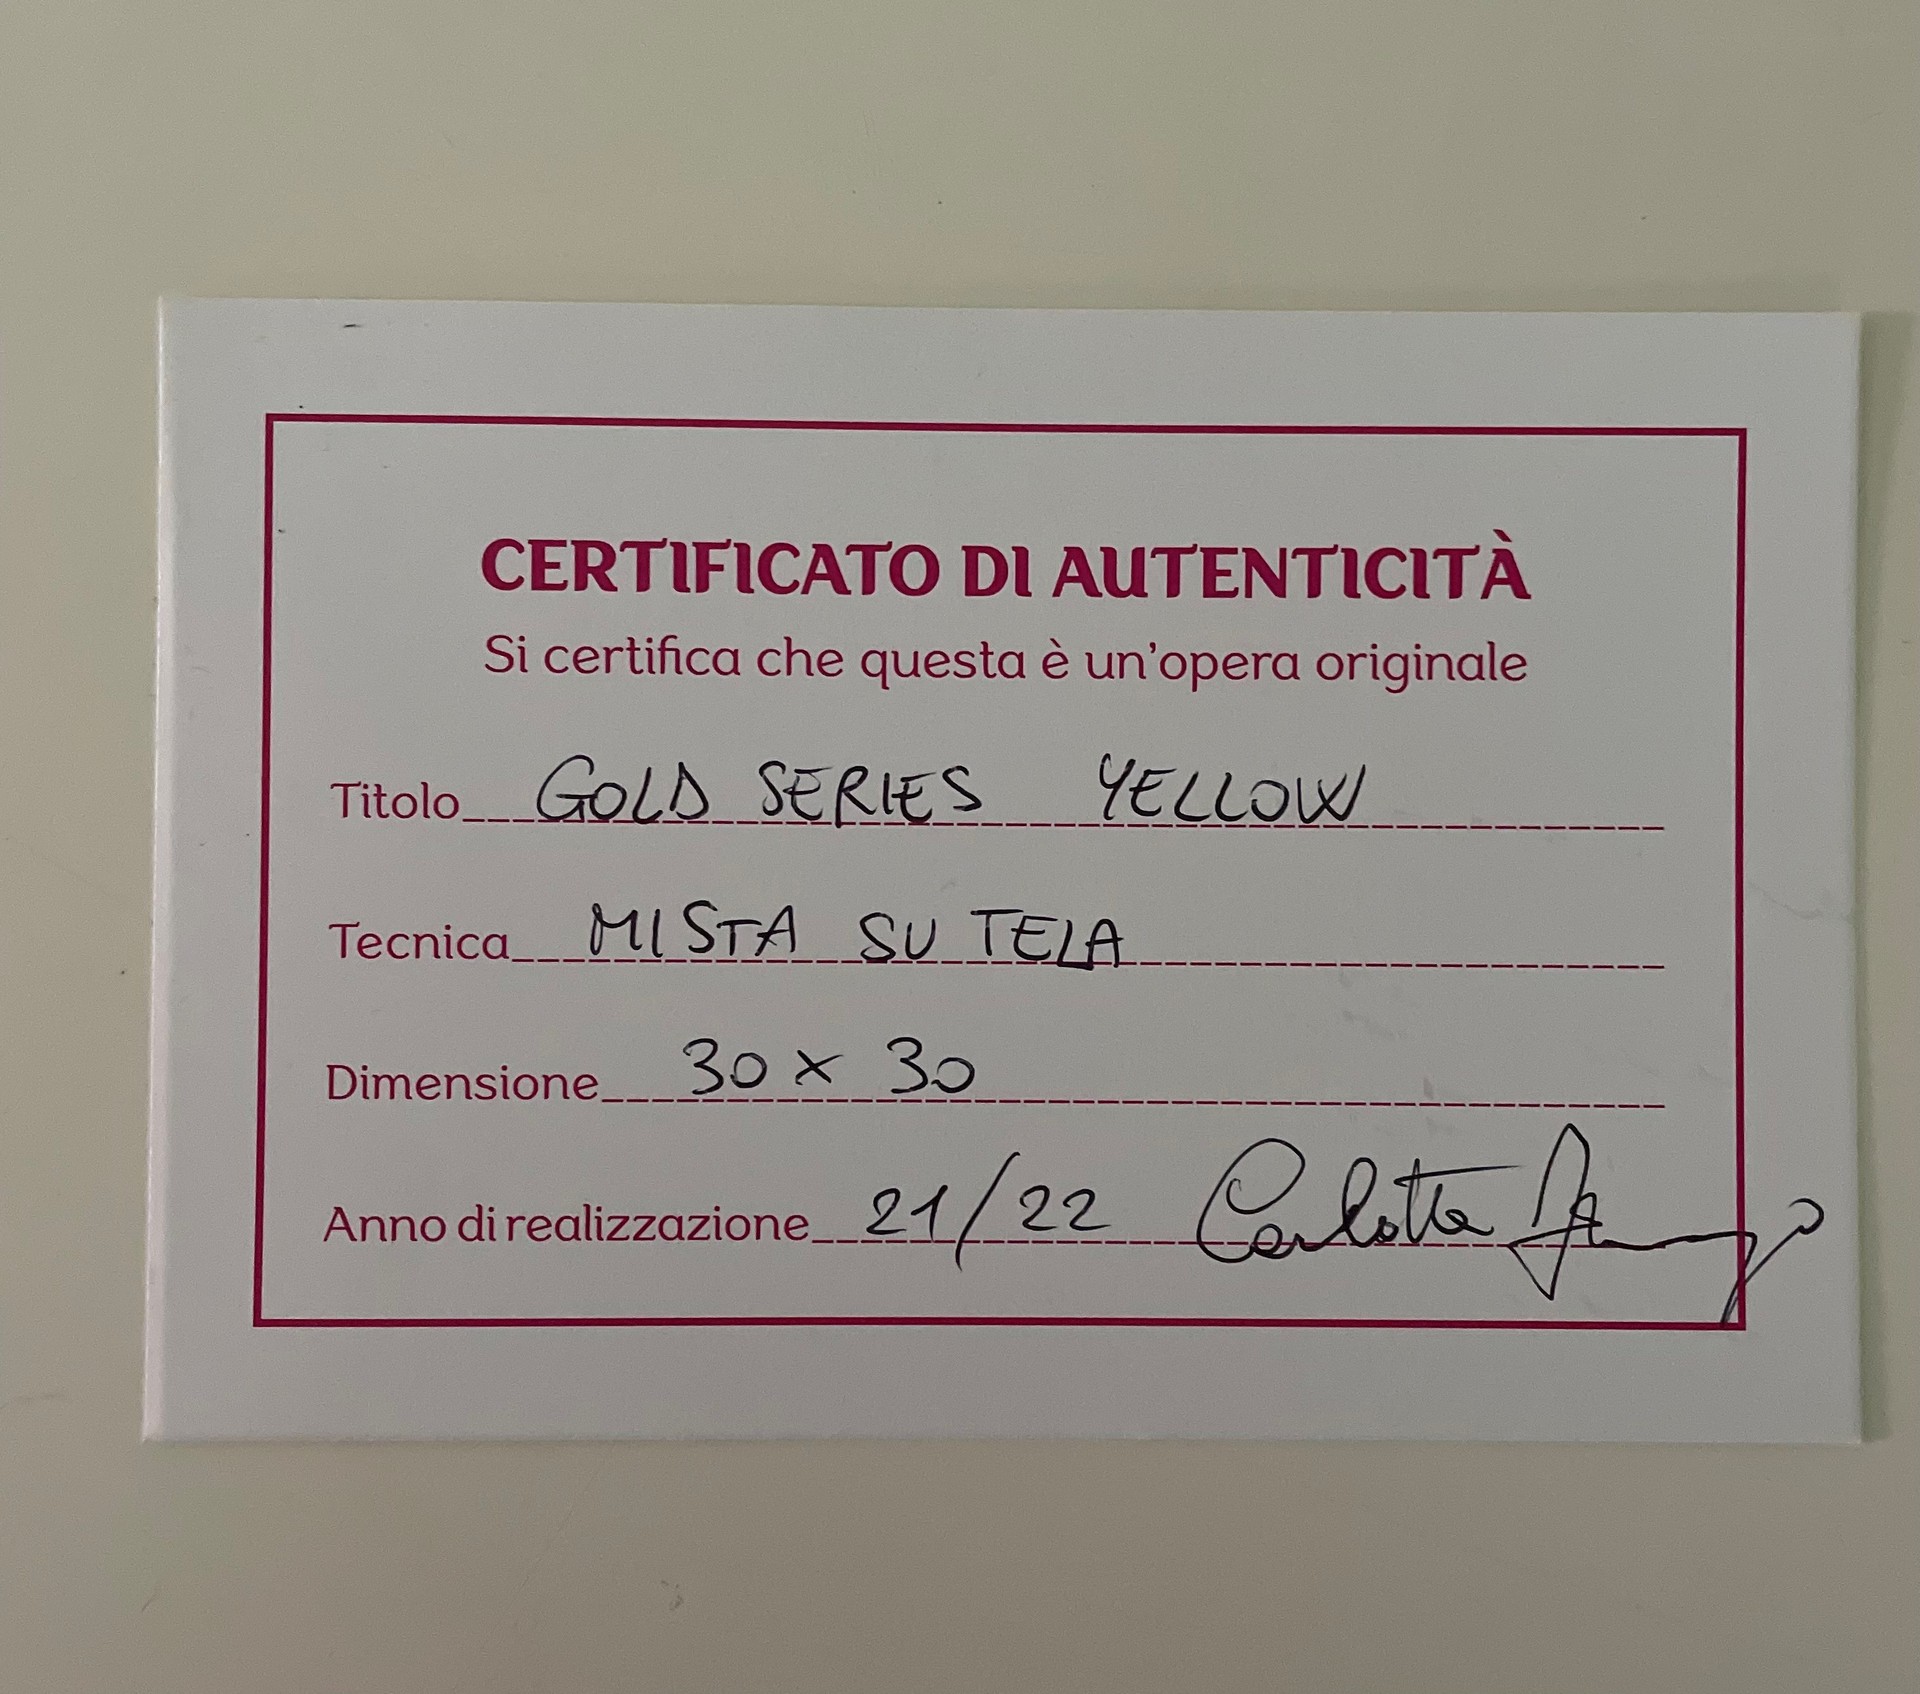 CERTIFICATO DI AUTENTICITÀ
Si certifica che questa è un'opera originale
Titolo GOLD SERIES YELLOW
Tecnica MISTA SU TELA
Dimensione 30 x 30
Anno di realizzazione 21/22 Carlotta